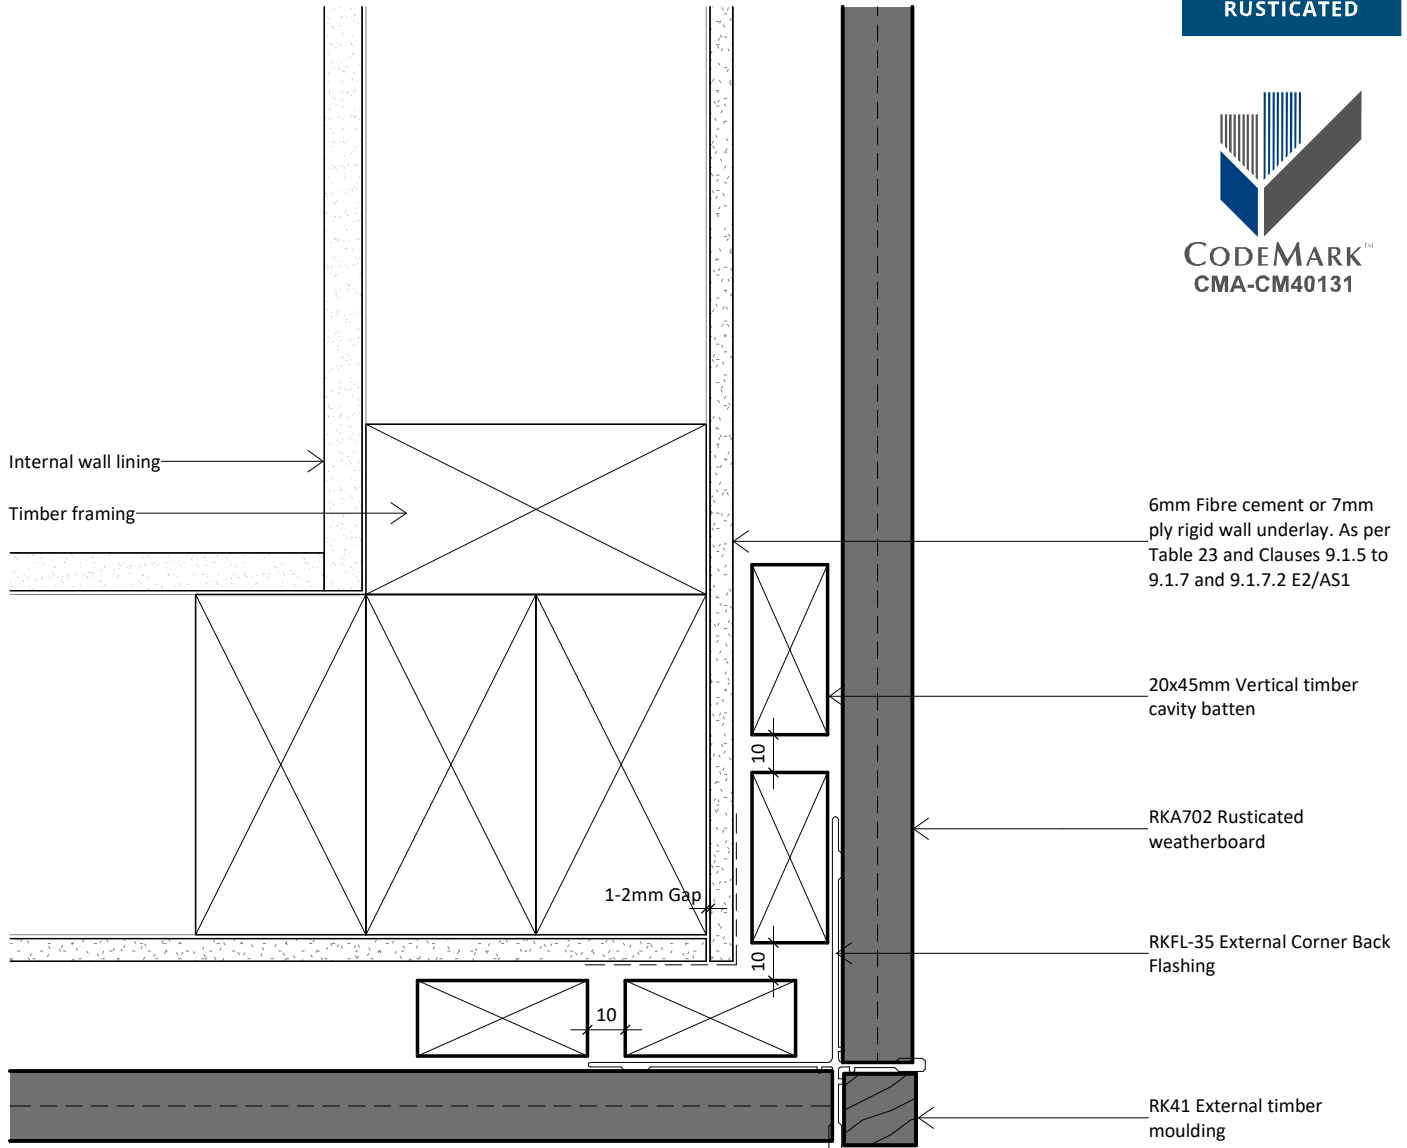 RUSTICATED
CODEMARK™
CMA-CM40131
Internal wall lining
Timber framing
6mm Fibre cement or 7mm
ply rigid wall underlay. As per
Table 23 and Clauses 9.1.5 to
9.1.7 and 9.1.7.2 E2/AS1
20x45mm Vertical timber
cavity batten
10
RKA702 Rusticated
weatherboard
1-2mm Gap
RKFL-35 External Corner Back
Flashing
10
10
RK41 External timber
moulding